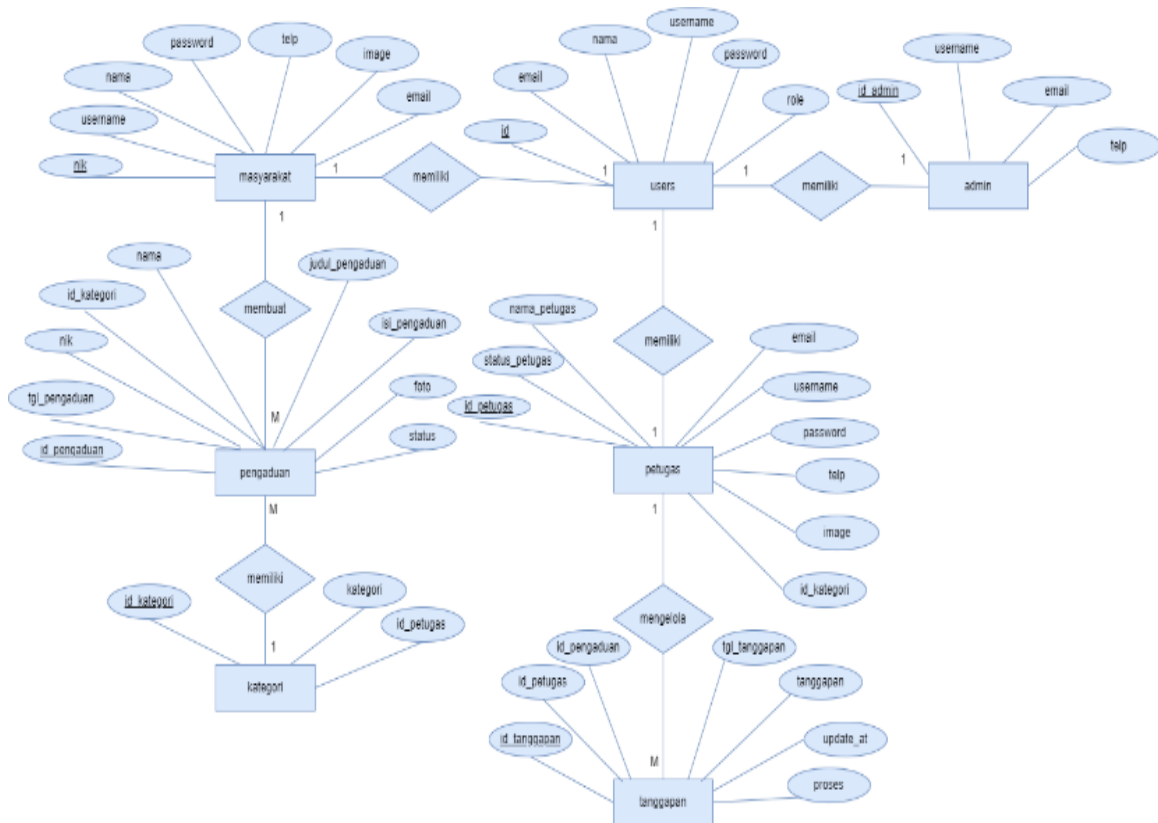 username
password
telp
nama
image
username
nama
password
email
id_admin
email
username
email
role
telp
id
nik
masyarakat
1
memiliki
1
users
1
memiliki
1
admin
1
1
nama
judul_pengaduan
id_kategori
membuat
nama_petugas
isi_pengaduan
memiliki
email
nik
status_petugas
foto
username
tgl_pengaduan
id_petugas
M
1
status
password
id_pengaduan
pengaduan
petugas
telp
M
1
image
memiliki
kategori
id_kategori
id_kategori
mengelola
id_petugas
1
id_pengaduan
tgl_tanggapan
kategori
id_petugas
tanggapan
id_tanggapan
update_at
M
proses
tanggapan